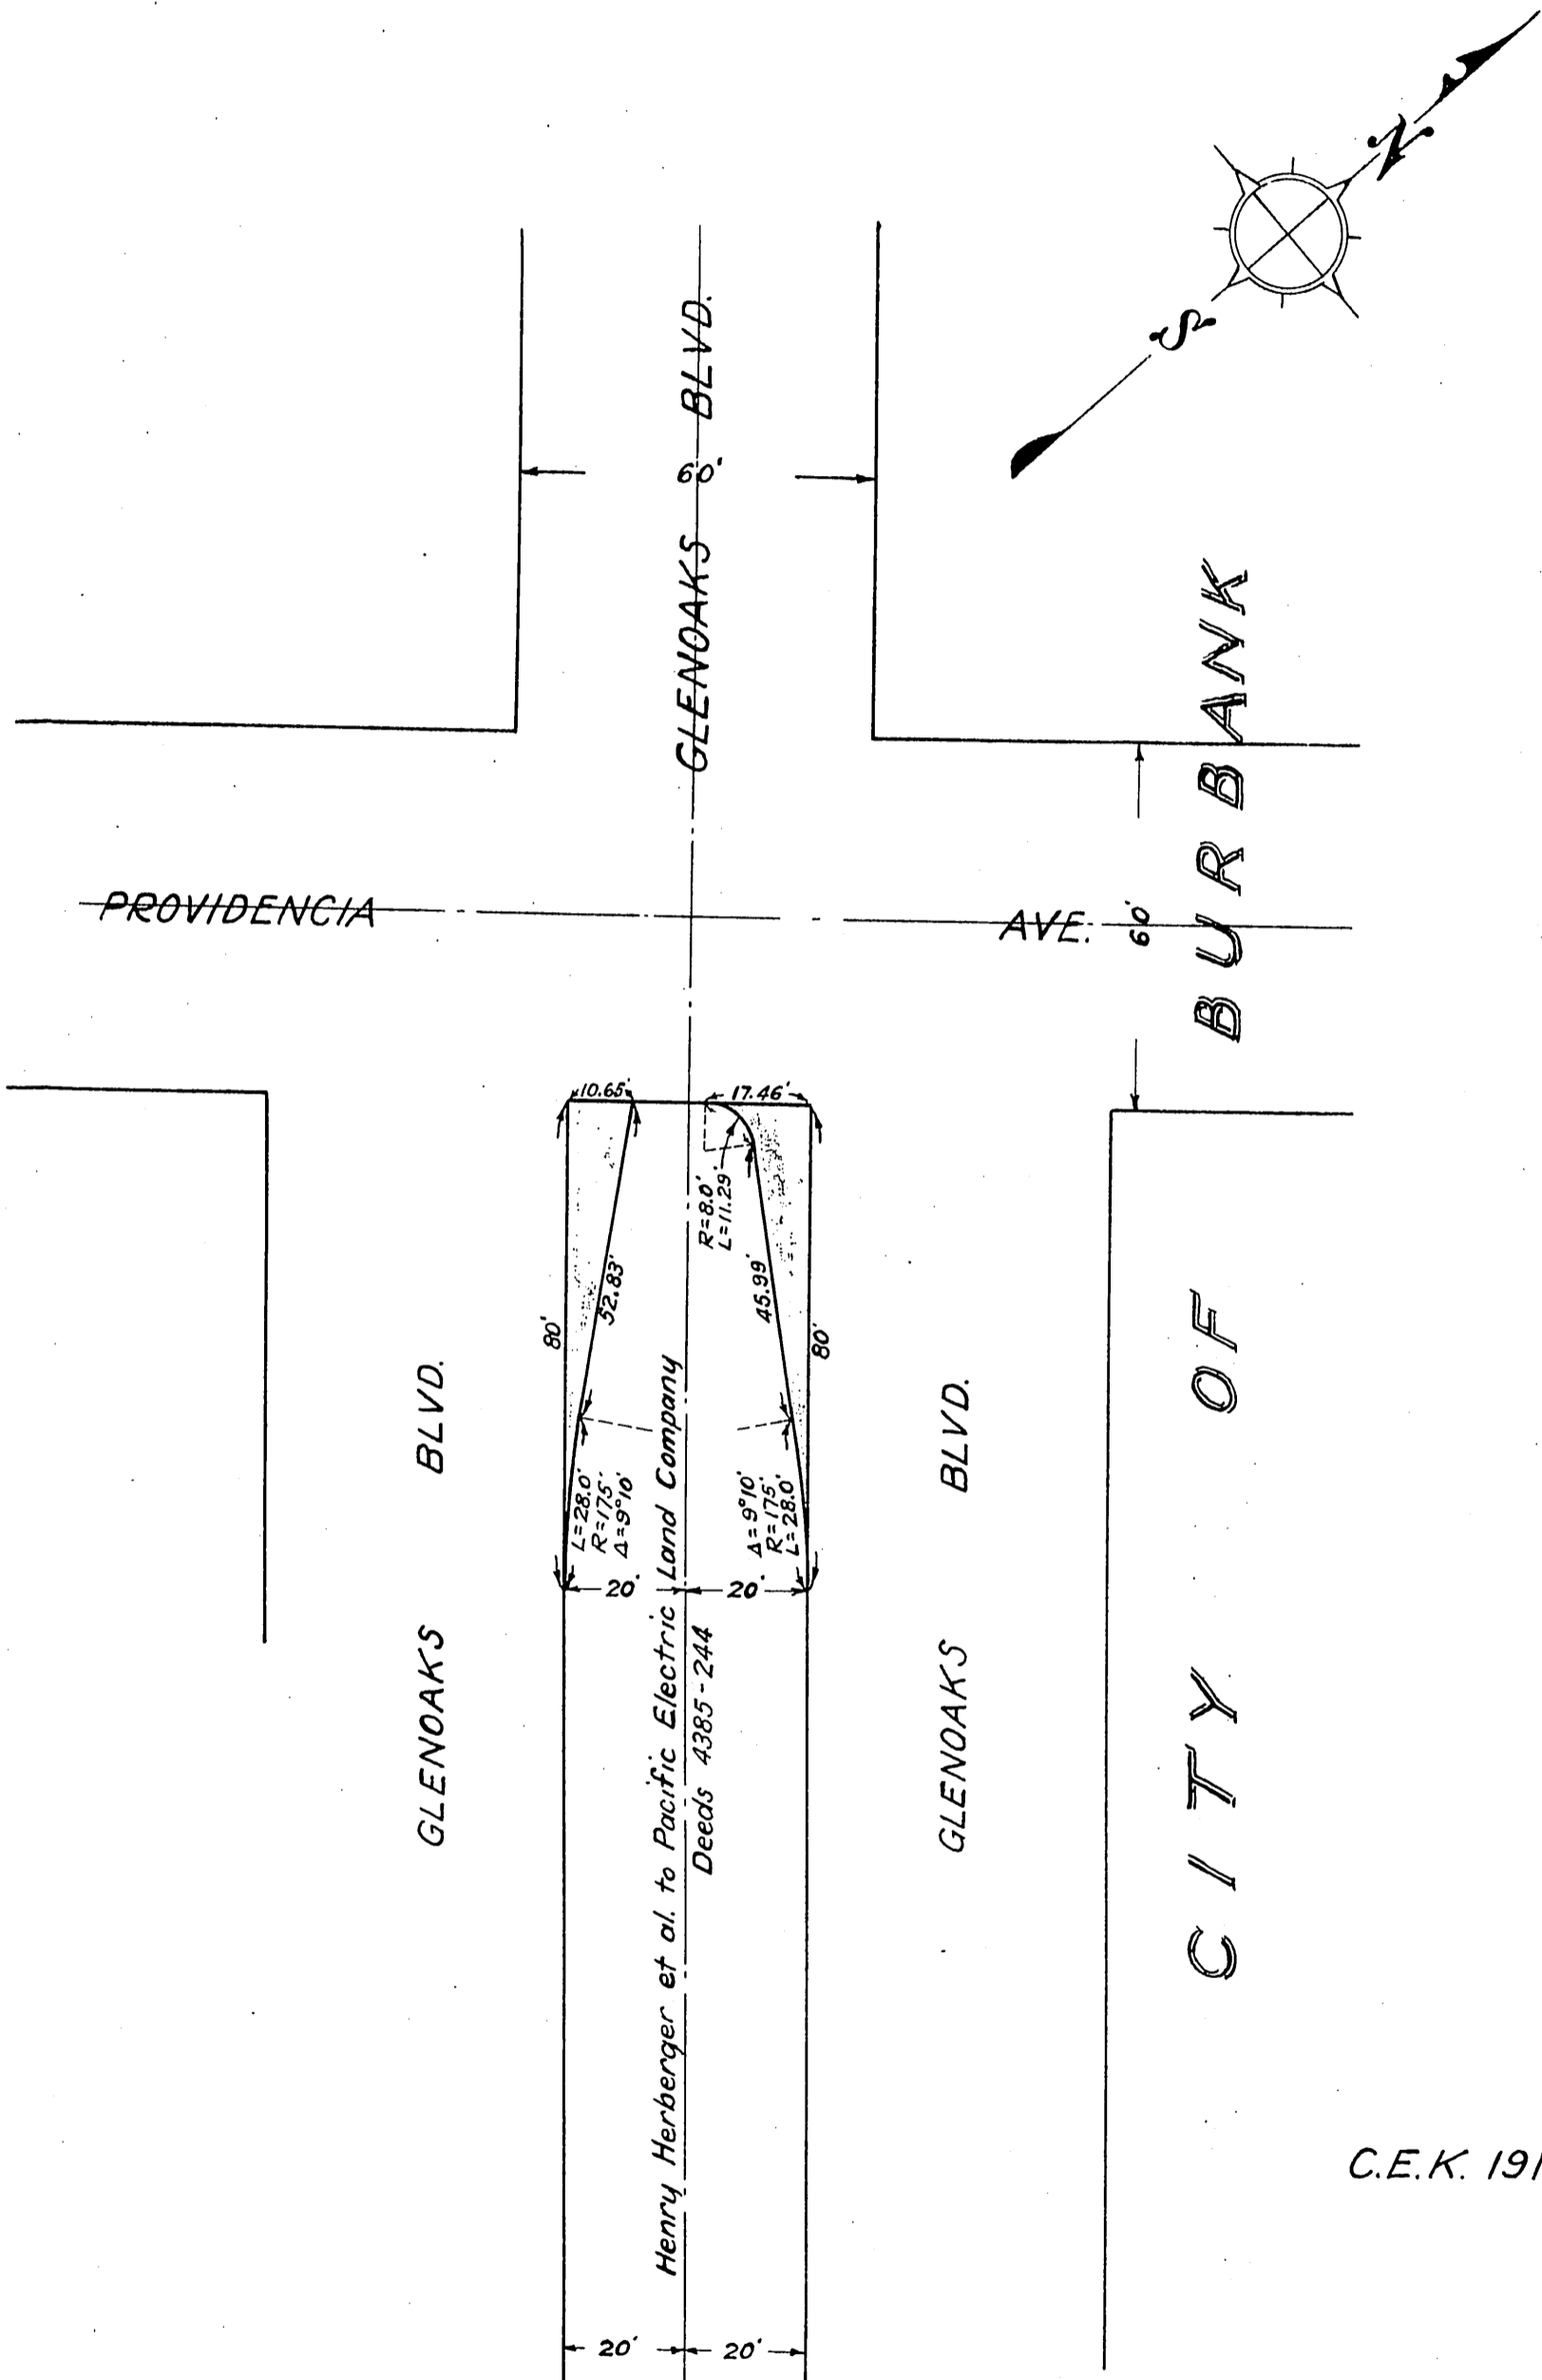 N
S
GLENOAKS BLVD.
60'
PROVIDENCIA AVE.
60'
CITY OF BURBANK
10.65'
17.46'
R=8.0'
L=11.29'
80'
52.83'
45.99'
80'
L=28.0'
R=175'
Δ=9°10'
Δ=9°10'
R=175'
L=28.0'
20'
20'
GLENOAKS BLVD.
Henry Herberger et al. to Pacific Electric Land Company
Deeds 4385-244
GLENOAKS BLVD.
C.E.K. 191
20'
20'